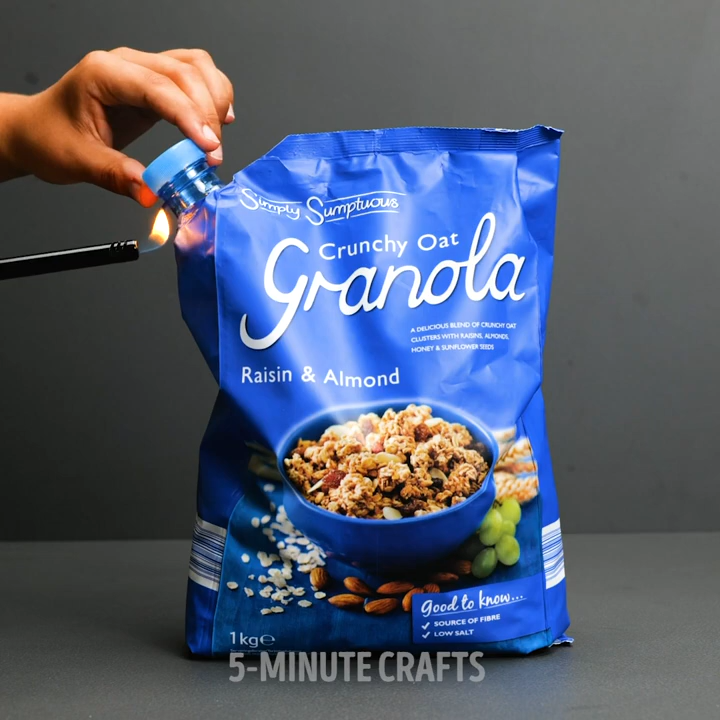 Simply Sumptuous
Crunchy Oat
Granola
A DELICIOUS BLEND OF CRUNCHY OAT
CLUSTERS WITH RAISINS, ALMONDS,
HONEY & SUNFLOWER SEEDS
Raisin & Almond
Good to know...
✓ SOURCE OF FIBRE
✓ LOW SALT
1kg℮
5-MINUTE CRAFTS